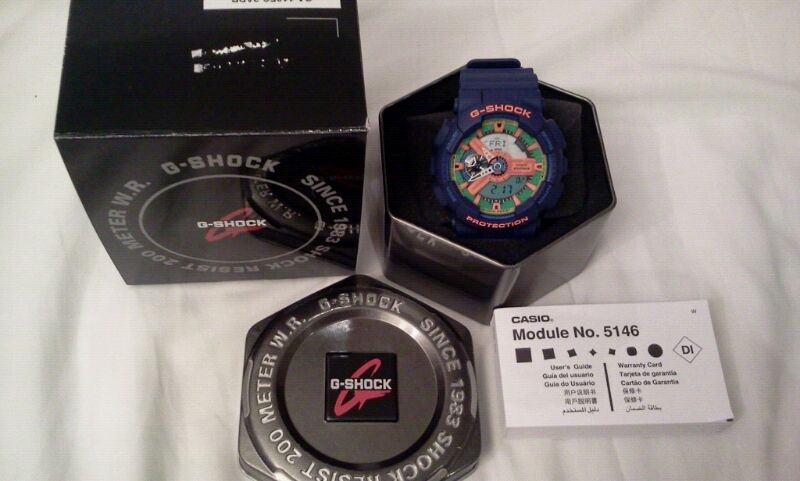 G-SHOCK
SINCE 1983
SHOCK RESIST 200 METER W.R.
G-SHOCK
G-SHOCK
FRI
2 17
PROTECTION
G-SHOCK
SINCE 1983
SHOCK RESIST 200 METER W.R.
G-SHOCK
CASIO®
W
Module No. 5146
DI
User's Guide
Guía del usuario
Guia do Usuário
用户说明书
用戶說明書
دليل المستخدم
Warranty Card
Tarjeta de garantía
Cartão de Garantia
保修卡
保修卡
بطاقة الضمان